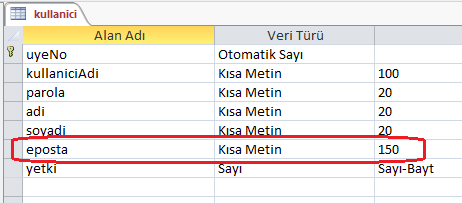 kullanici
Alan Adı Veri Türü
uyeNo Otomatik Sayı
kullaniciAdi Kısa Metin 100
parola Kısa Metin 20
adi Kısa Metin 20
soyadi Kısa Metin 20
eposta Kısa Metin 150
yetki Sayı Sayı-Bayt